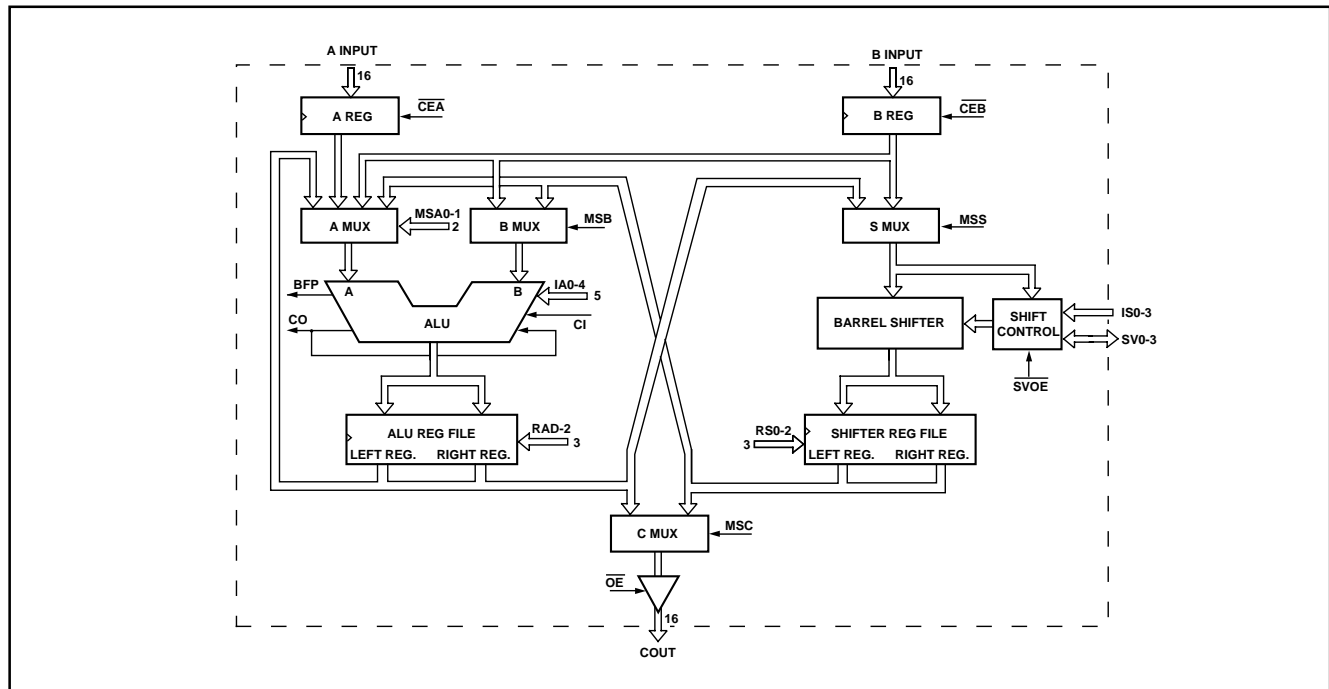 A INPUT
B INPUT
16
16
A REG
CEA
B REG
CEB
A MUX
MSA0-1
2
B MUX
MSB
S MUX
MSS
BFP
A
B
IA0-4
5
CO
ALU
CI
BARREL SHIFTER
SHIFT
CONTROL
IS0-3
SV0-3
SVOE
ALU REG FILE
LEFT REG. RIGHT REG.
RAD-2
3
RS0-2
3
SHIFTER REG FILE
LEFT REG. RIGHT REG.
C MUX
MSC
OE
16
COUT